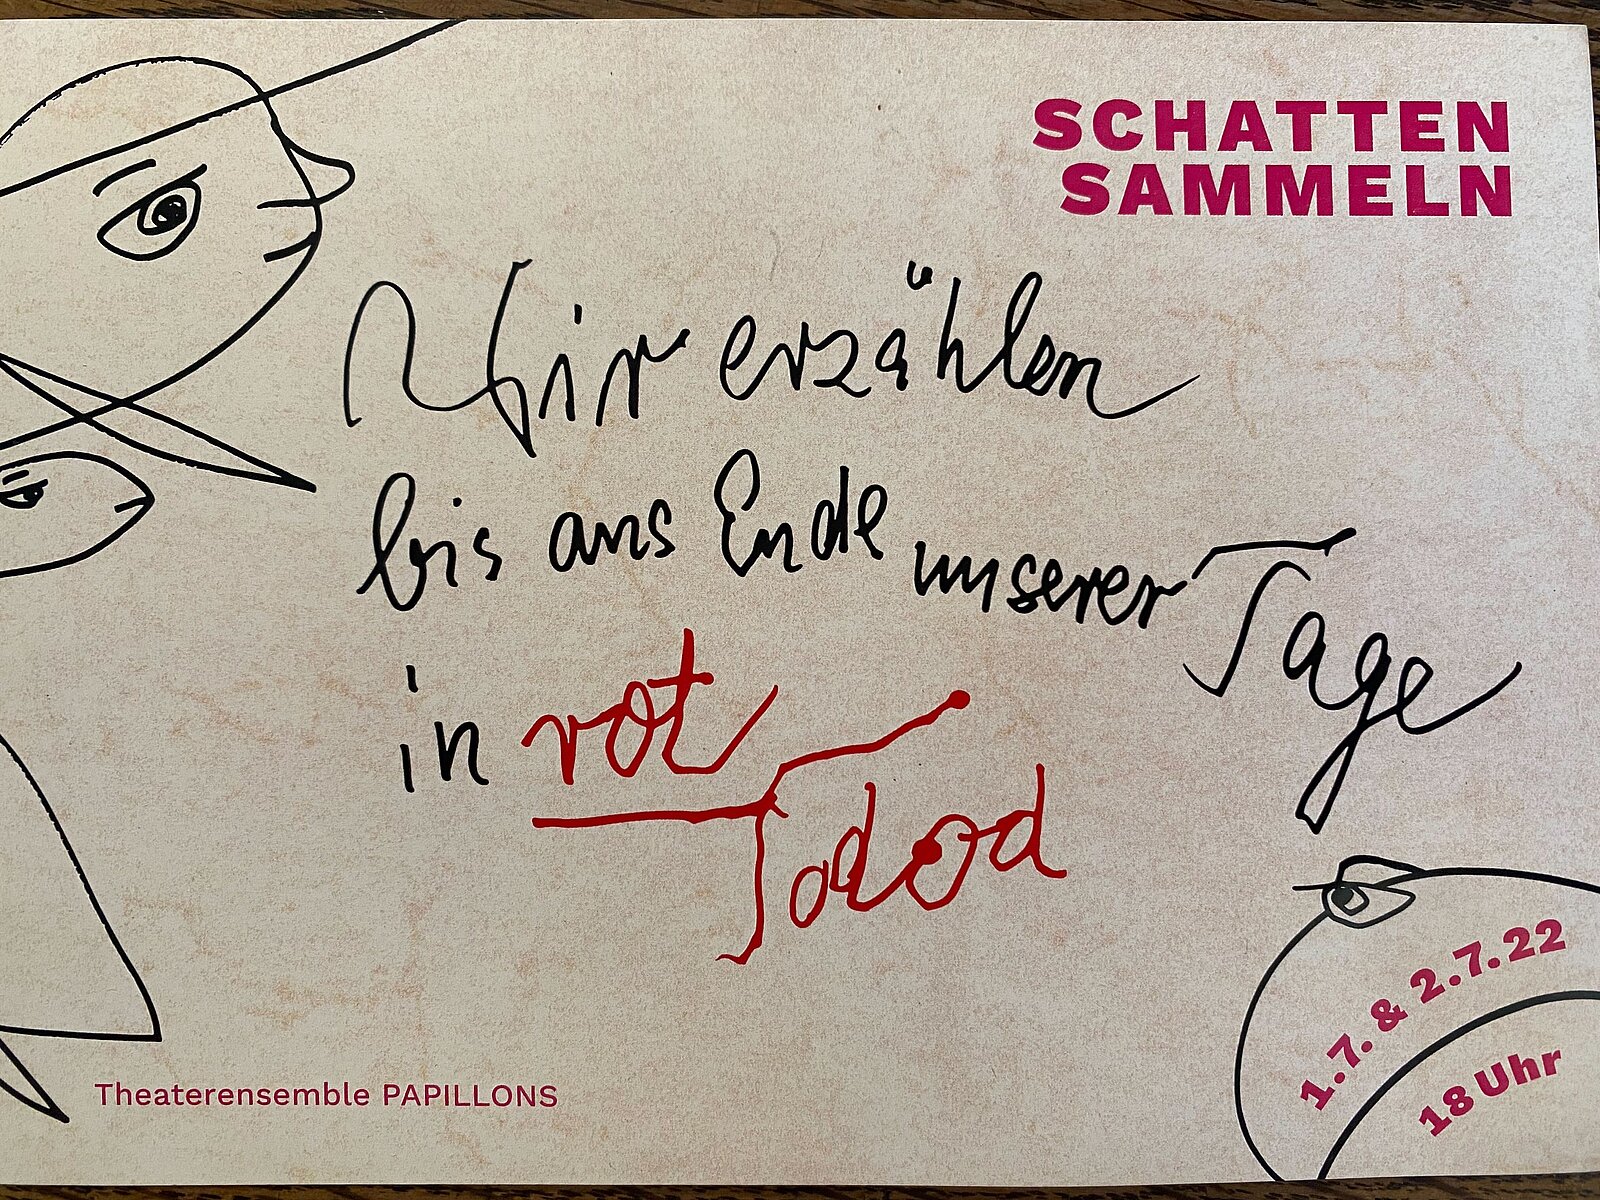 SCHATTEN
SAMMELN
Wir erzählen
bis ans Ende unserer Tage
in rot
Todod
Theaterensemble PAPILLONS
1.7. & 2.7.22
18 Uhr